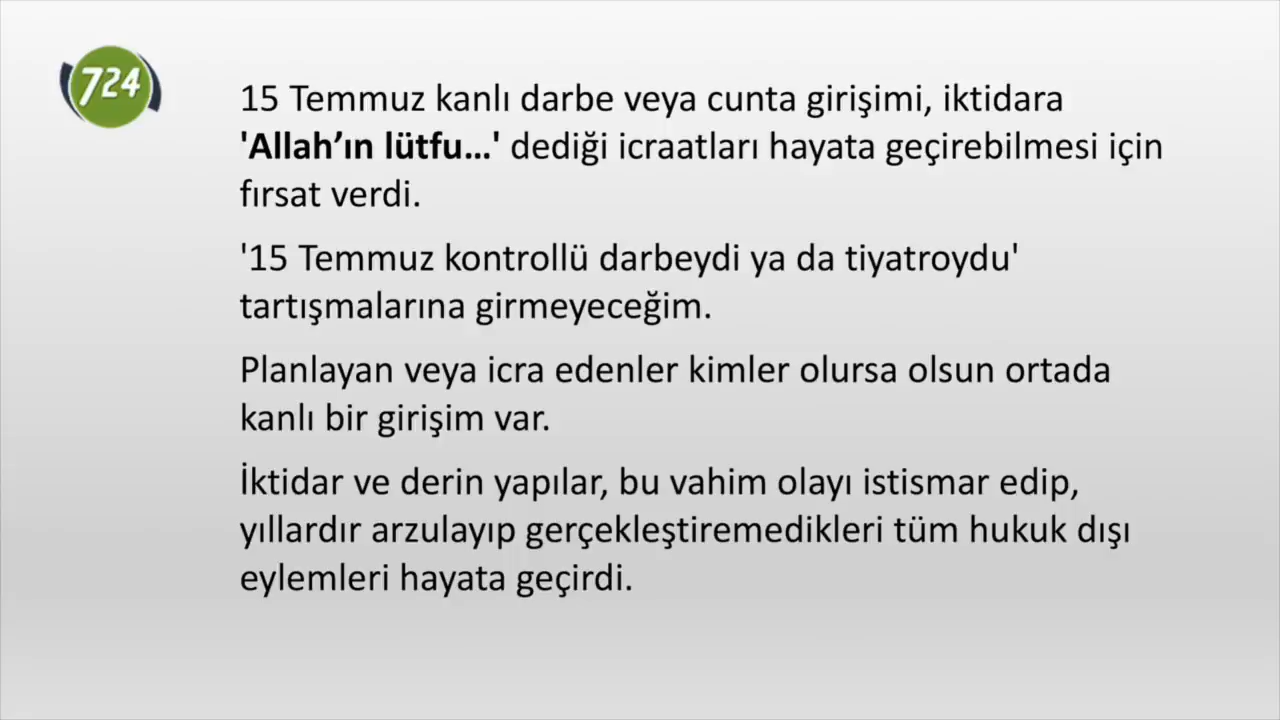 724
15 Temmuz kanlı darbe veya cunta girişimi, iktidara
'Allah’ın lütfu…' dediği icraatları hayata geçirebilmesi için
fırsat verdi.
'15 Temmuz kontrollü darbeydi ya da tiyatroydu'
tartışmalarına girmeyeceğim.
Planlayan veya icra edenler kimler olursa olsun ortada
kanlı bir girişim var.
İktidar ve derin yapılar, bu vahim olayı istismar edip,
yıllardır arzulayıp gerçekleştiremedikleri tüm hukuk dışı
eylemleri hayata geçirdi.